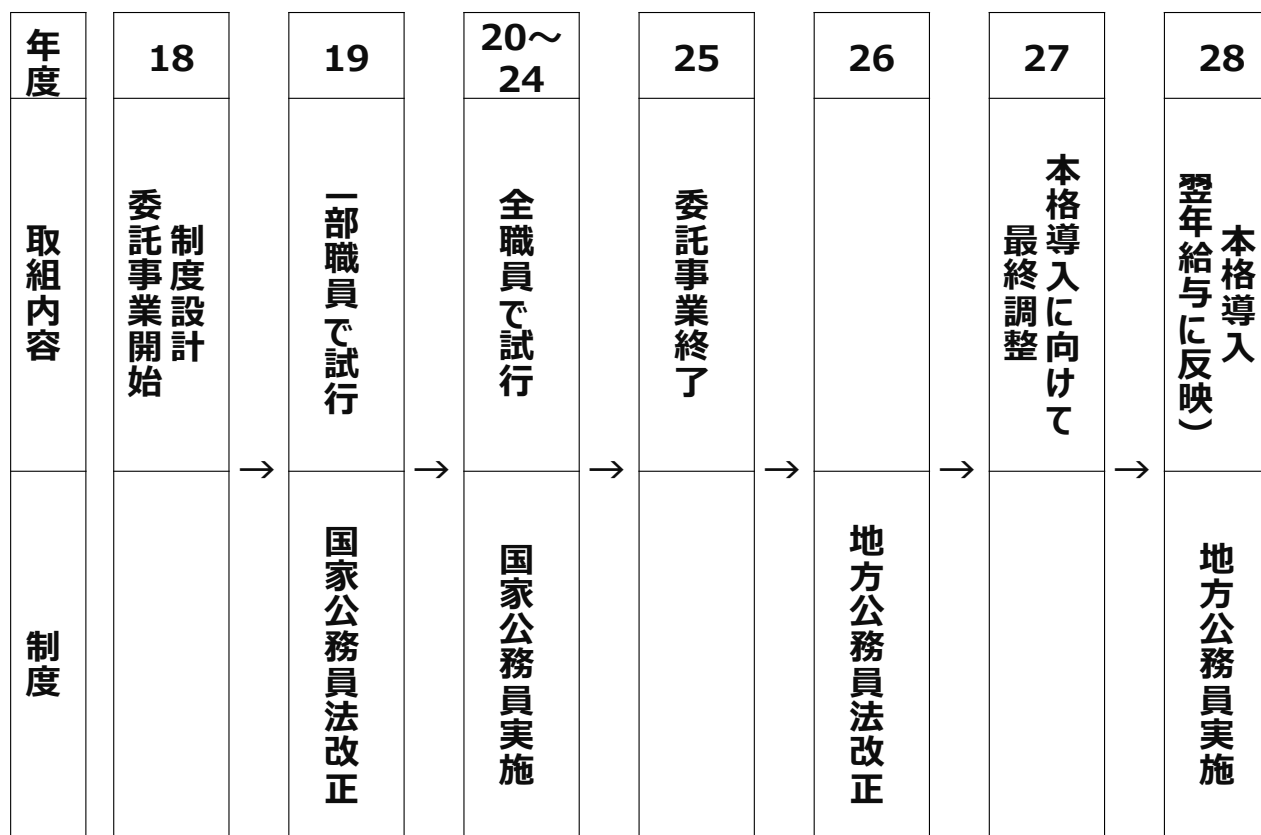 年度
取組内容
制度
18
制度設計
委託事業開始
→
19
一部職員で試行
国家公務員法改正
→
20～
24
全職員で試行
国家公務員実施
→
25
委託事業終了
→
26
地方公務員法改正
→
27
本格導入に向けて
最終調整
→
28
本格導入
翌年給与に反映）
地方公務員実施